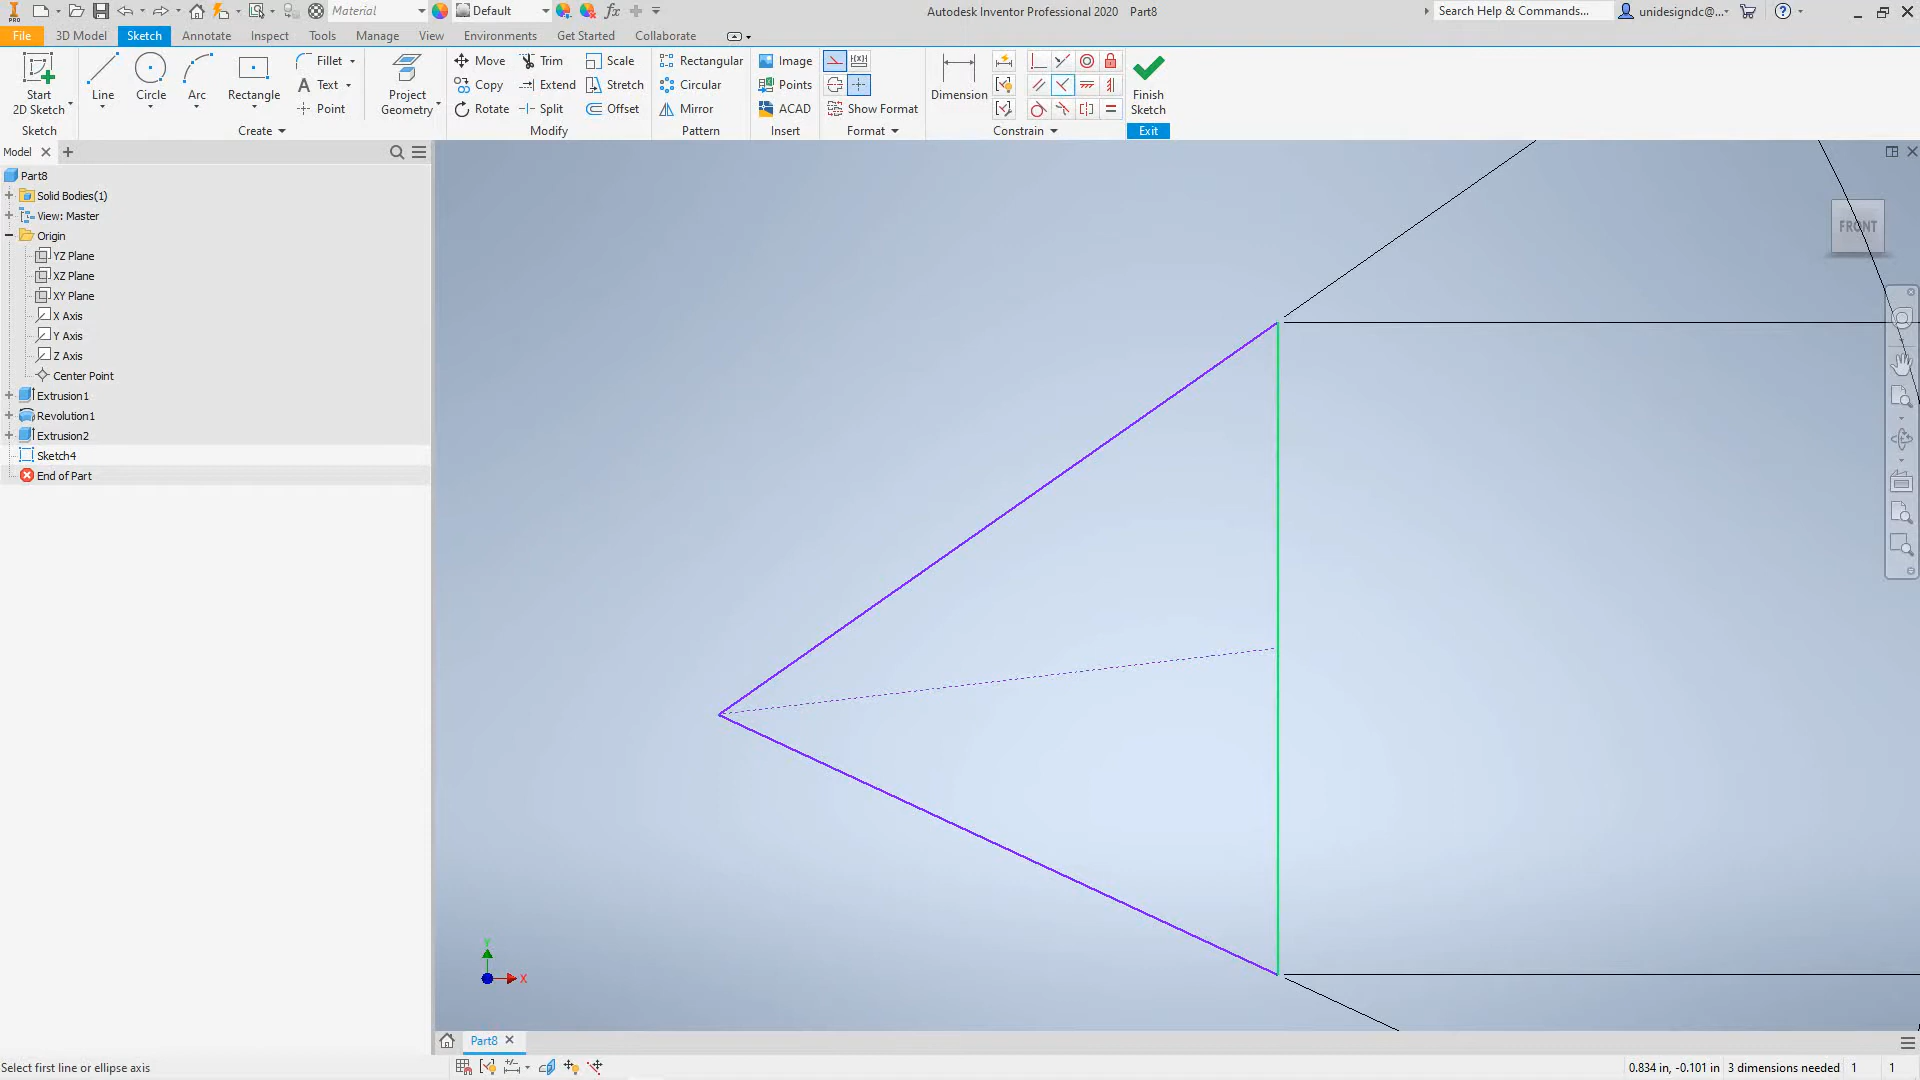 Material Default fx Autodesk Inventor Professional 2020 Part8 Search Help & Commands... unidesigndc@...
File 3D Model Sketch Annotate Inspect Tools Manage View Environments Get Started Collaborate
Start
2D Sketch
Line
Circle
Arc
Rectangle
Fillet
Text
Point
Project
Geometry
Move
Copy
Rotate
Trim
Extend
Split
Scale
Stretch
Offset
Rectangular
Circular
Mirror
Image
Points
ACAD
Show Format
Dimension
Finish
Sketch
Sketch Create Modify Pattern Insert Format Constrain Exit
Model
Part8
Solid Bodies(1)
View: Master
Origin
YZ Plane
XZ Plane
XY Plane
X Axis
Y Axis
Z Axis
Center Point
Extrusion1
Revolution1
Extrusion2
Sketch4
End of Part
FRONT
Y
X
Part8
Select first line or ellipse axis 0.834 in, -0.101 in 3 dimensions needed 1 1